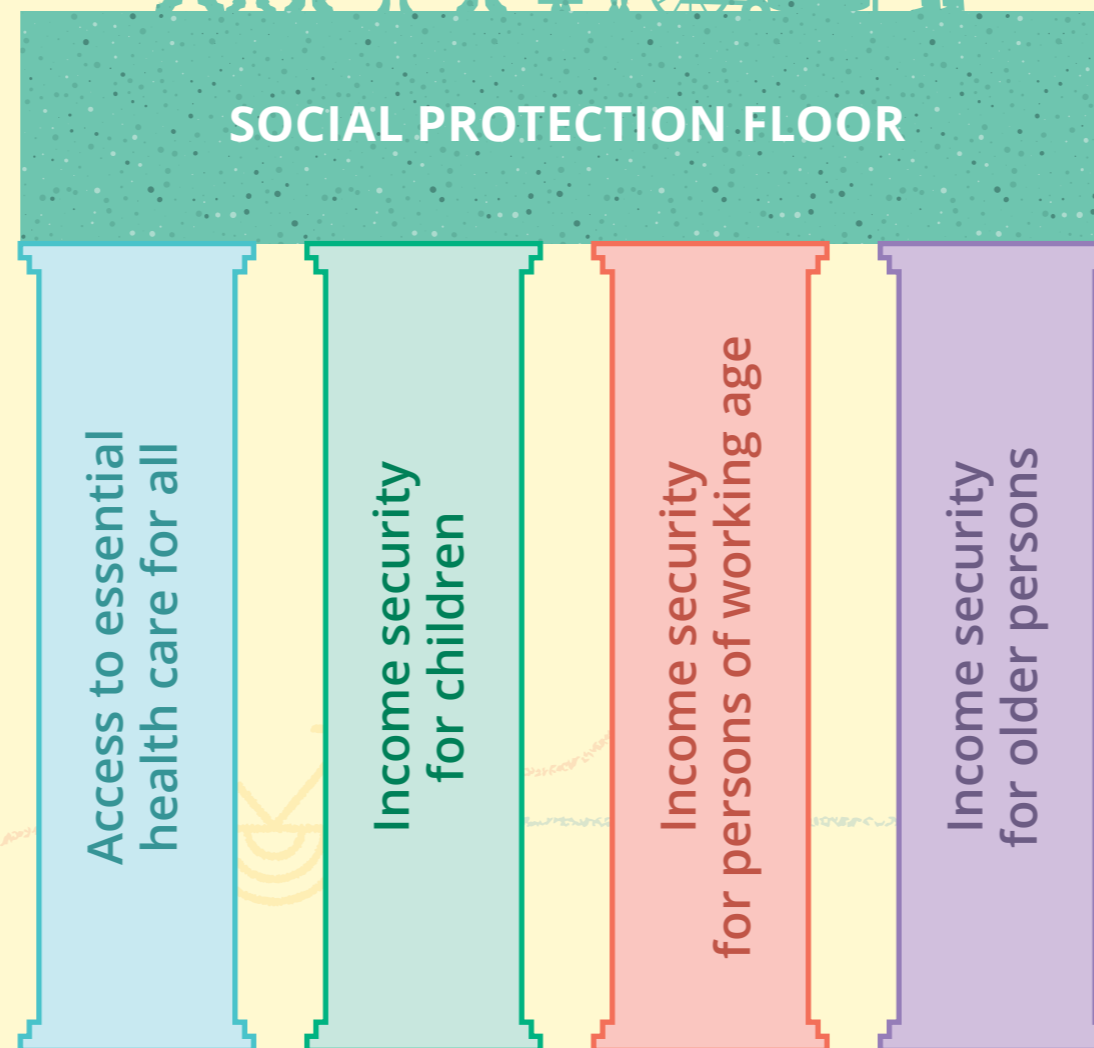 SOCIAL PROTECTION FLOOR
Access to essential
health care for all
Income security
for children
Income security
for persons of working age
Income security
for older persons